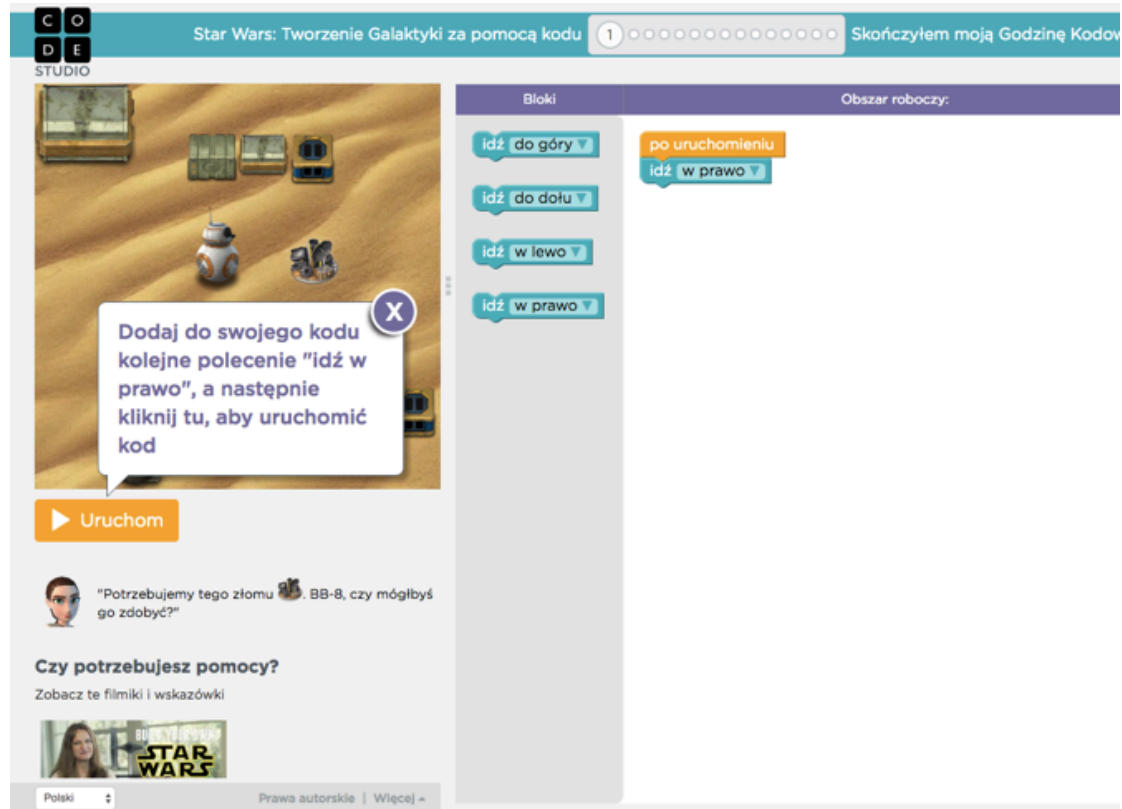 C O
D E
STUDIO
Star Wars: Tworzenie Galaktyki za pomocą kodu
1
Skończyłem moją Godzinę Kodow
Bloki
Obszar roboczy:
idź do góry
idź do dołu
idź w lewo
idź w prawo
po uruchomieniu
idź w prawo
X
Dodaj do swojego kodu
kolejne polecenie "idź w
prawo", a następnie
kliknij tu, aby uruchomić
kod
Uruchom
"Potrzebujemy tego złomu . BB-8, czy mógłbyś
go zdobyć?"
Czy potrzebujesz pomocy?
Zobacz te filmiki i wskazówki
BUILD YOUR OWN
STAR
WARS
Polski
Prawa autorskie | Więcej